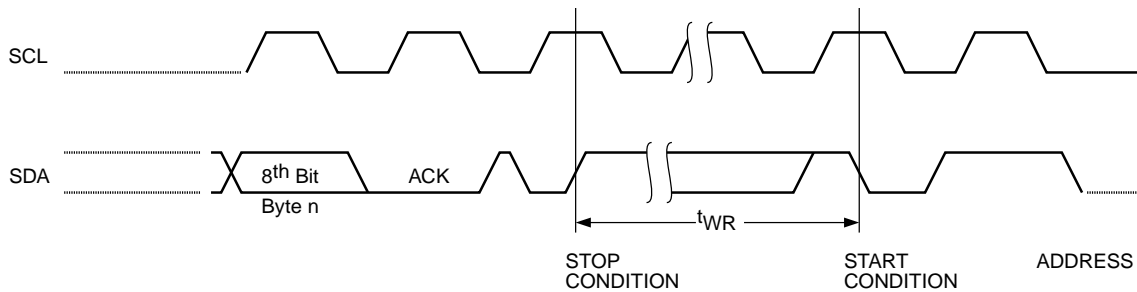 SCL
SDA
8th Bit
Byte n
ACK
tWR
STOP
CONDITION
START
CONDITION
ADDRESS